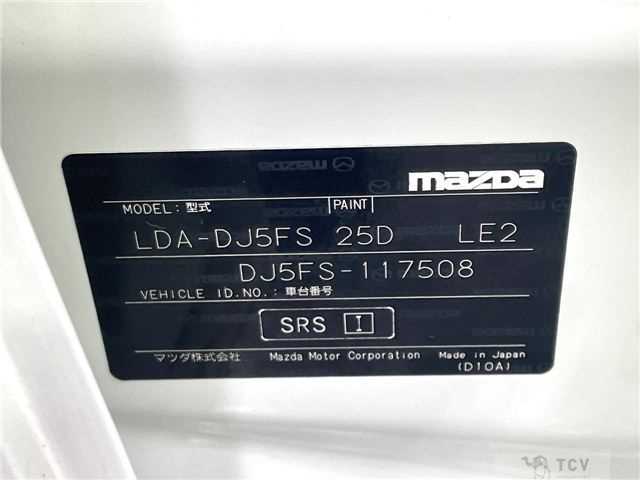 mazda
MODEL: 型式 PAINT
LDA-DJ5FS 25D LE2
DJ5FS-117508
VEHICLE ID.NO.: 車台番号
SRS I
マツダ株式会社 Mazda Motor Corporation Made in Japan
(D10A)
TCV